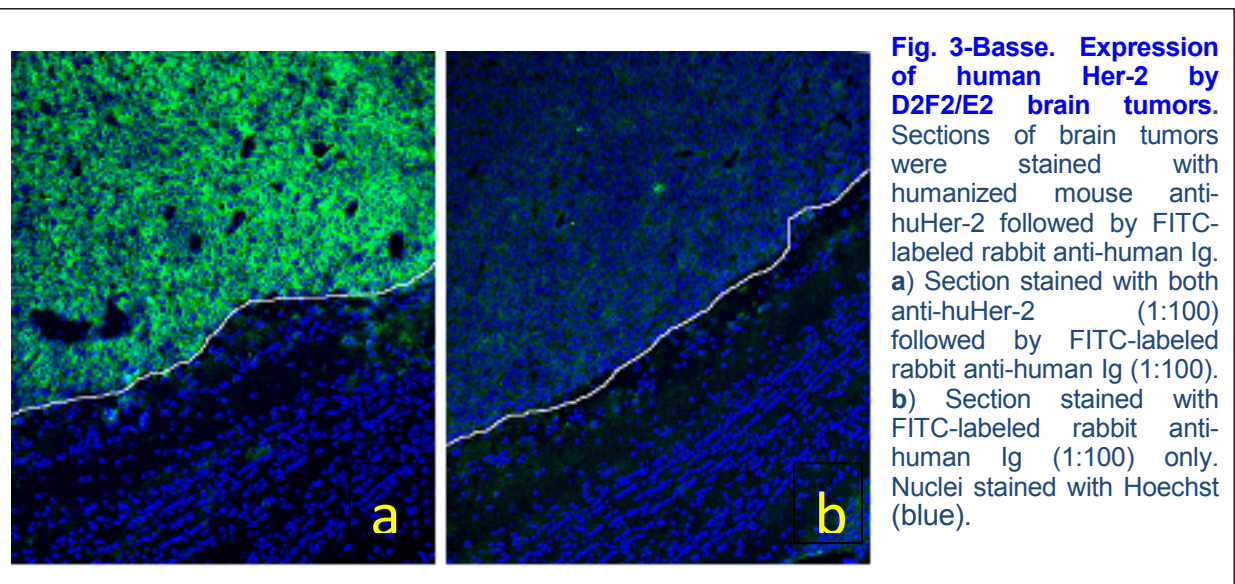 a
b
Fig. 3-Basse. Expression
of human Her-2 by
D2F2/E2 brain tumors.
Sections of brain tumors
were stained with
humanized mouse anti-
huHer-2 followed by FITC-
labeled rabbit anti-human Ig.
a) Section stained with both
anti-huHer-2 (1:100)
followed by FITC-labeled
rabbit anti-human Ig (1:100).
b) Section stained with
FITC-labeled rabbit anti-
human Ig (1:100) only.
Nuclei stained with Hoechst
(blue).